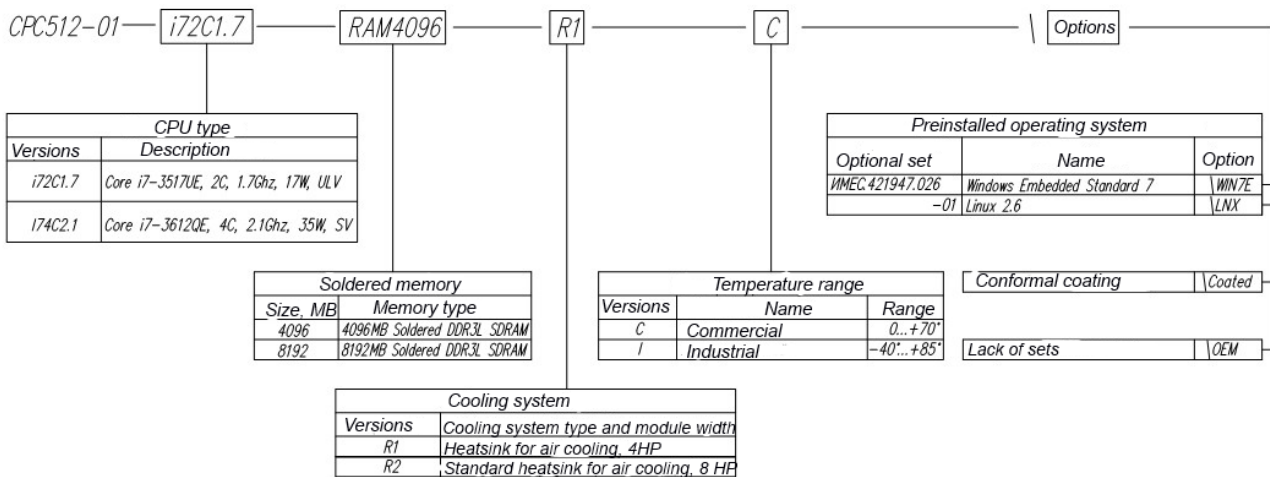 CPC512-01 i72C1.7 RAM4096 R1 C \ Options
CPU type
Versions Description
i72C1.7 Core i7-3517UE, 2C, 1.7Ghz, 17W, ULV
I74C2.1 Core i7-3612QE, 4C, 2.1Ghz, 35W, SV
Preinstalled operating system
Optional set Name Option
ИМЕС.421947.026 Windows Embedded Standard 7 \WIN7E
-01 Linux 2.6 \LNX
Soldered memory
Size, MB Memory type
4096 4096MB Soldered DDR3L SDRAM
8192 8192MB Soldered DDR3L SDRAM
Temperature range
Versions Name Range
C Commercial 0...+70°
I Industrial -40°...+85°
Conformal coating \Coated
Lack of sets \OEM
Cooling system
Versions Cooling system type and module width
R1 Heatsink for air cooling, 4HP
R2 Standard heatsink for air cooling, 8 HP